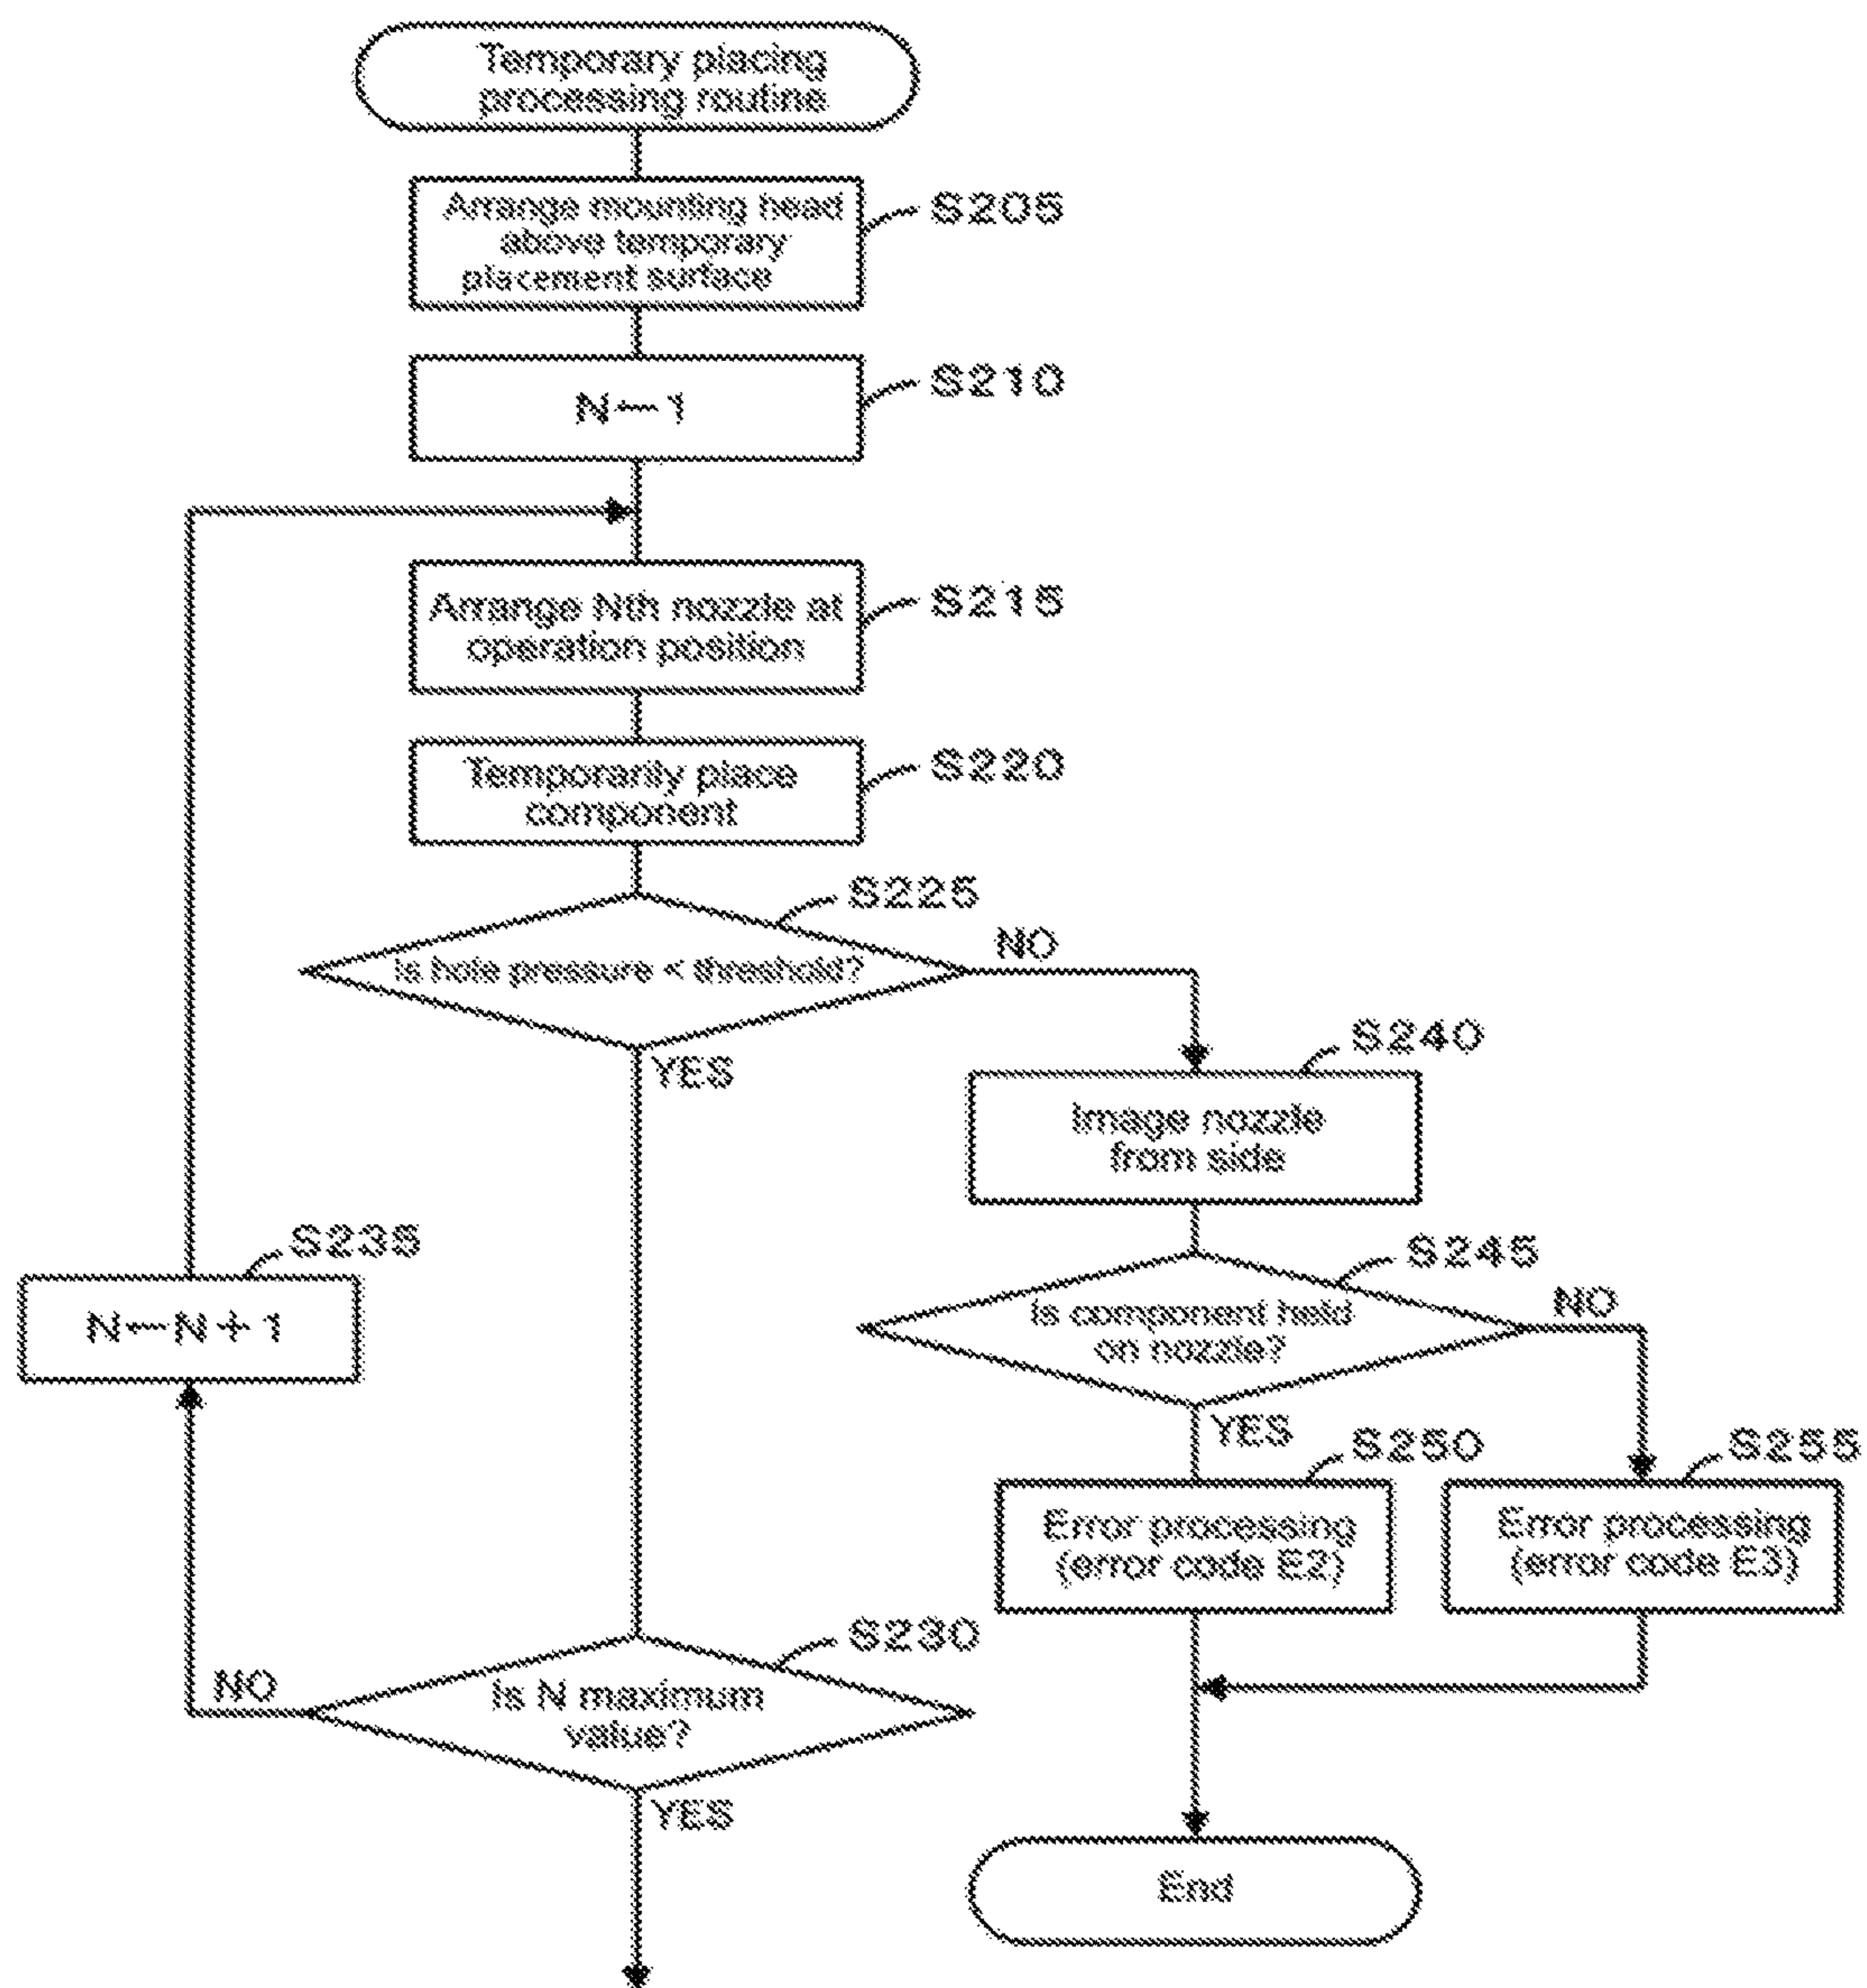 Temporary placing
processing routine
Arrange mounting head
above temporary
placement surface
S205
N←1
S210
Arrange Nth nozzle at
operation position
S215
Temporarily place
component
S220
S225
Is hole pressure < threshold?
NO
YES
S240
Image nozzle
from side
S235
N←N+1
S245
Is component held
on nozzle?
NO
YES
S250
Error processing
(error code E2)
S255
Error processing
(error code E3)
S230
Is N maximum
value?
NO
YES
End